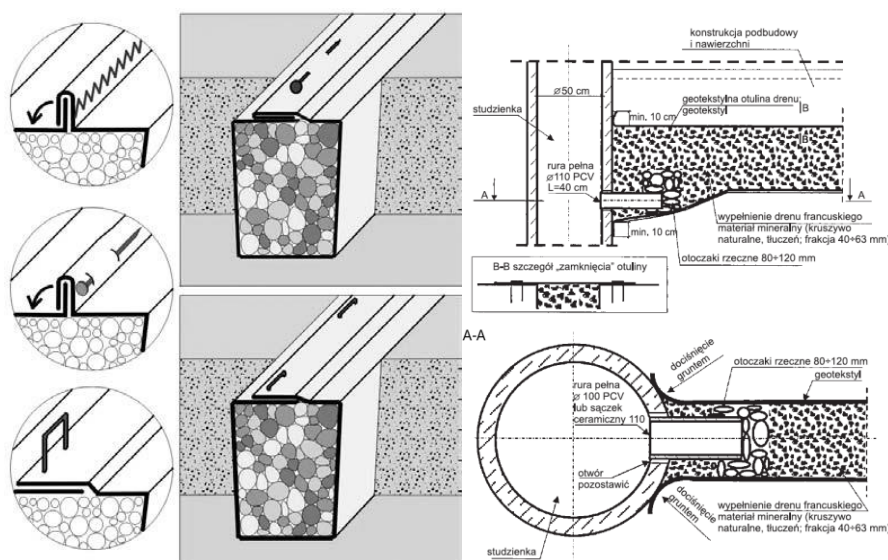 konstrukcja podbudowy
i nawierzchni
ø50 cm
studzienka
geotekstylna otulina drenu;
geotekstyl
B
min. 10 cm
B
rura pełna
ø110 PCV
L=40 cm
A
A
wypełnienie drenu francuskiego
materiał mineralny (kruszywo
naturalne, tłuczeń; frakcja 40÷63 mm)
min. 10 cm
otoczaki rzeczne 80÷120 mm
B-B szczegół „zamknięcia” otuliny
A-A
dociśnięcie
gruntem
otoczaki rzeczne 80÷120 mm
geotekstyl
rura pełna
ø 100 PCV
lub sączek
ceramiczny 110
otwór
pozostawić
dociśnięcie
gruntem
wypełnienie drenu francuskiego
materiał mineralny (kruszywo
naturalne, tłuczeń; frakcja 40÷63 mm)
studzienka